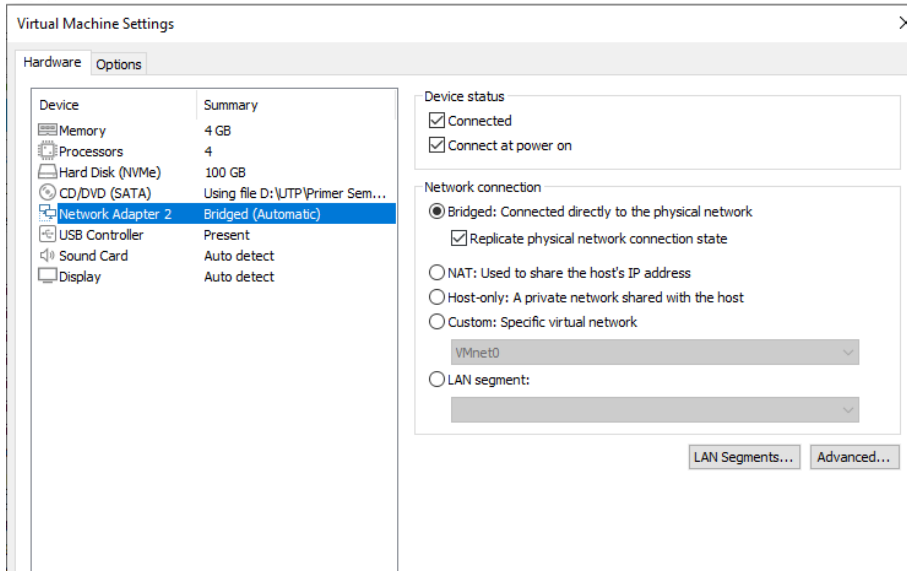 Virtual Machine Settings
Hardware Options
Device Summary
Memory 4 GB
Processors 4
Hard Disk (NVMe) 100 GB
CD/DVD (SATA) Using file D:\UTP\Primer Sem...
Network Adapter 2 Bridged (Automatic)
USB Controller Present
Sound Card Auto detect
Display Auto detect
Device status
Connected
Connect at power on
Network connection
Bridged: Connected directly to the physical network
Replicate physical network connection state
NAT: Used to share the host's IP address
Host-only: A private network shared with the host
Custom: Specific virtual network
VMnet0
LAN segment:
LAN Segments... Advanced...